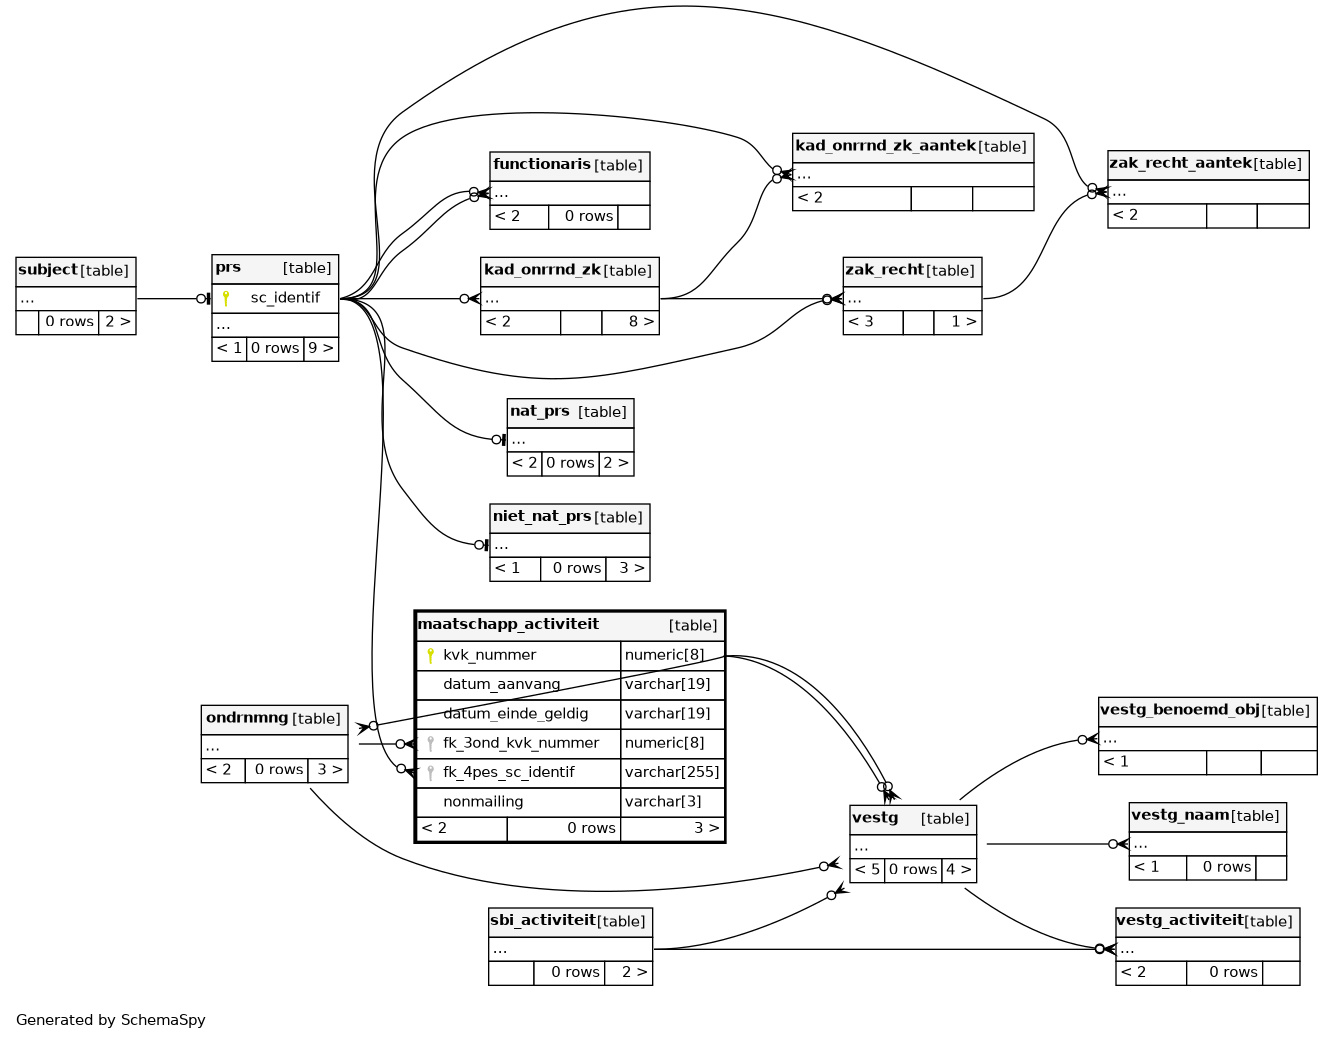 kad_onrrnd_zk_aantek [table]
...
< 2
functionaris [table]
...
< 2 0 rows
zak_recht_aantek [table]
...
< 2
subject [table]
...
0 rows 2 >
prs [table]
sc_identif
...
< 1 0 rows 9 >
kad_onrrnd_zk [table]
...
< 2 8 >
zak_recht [table]
...
< 3 1 >
nat_prs [table]
...
< 2 0 rows 2 >
niet_nat_prs [table]
...
< 1 0 rows 3 >
maatschapp_activiteit [table]
kvk_nummer numeric[8]
datum_aanvang varchar[19]
datum_einde_geldig varchar[19]
fk_3ond_kvk_nummer numeric[8]
fk_4pes_sc_identif varchar[255]
nonmailing varchar[3]
< 2 0 rows 3 >
ondrnmng [table]
...
< 2 0 rows 3 >
vestg_benoemd_obj [table]
...
< 1
vestg [table]
...
< 5 0 rows 4 >
vestg_naam [table]
...
< 1 0 rows
sbi_activiteit [table]
...
0 rows 2 >
vestg_activiteit [table]
...
< 2 0 rows
Generated by SchemaSpy